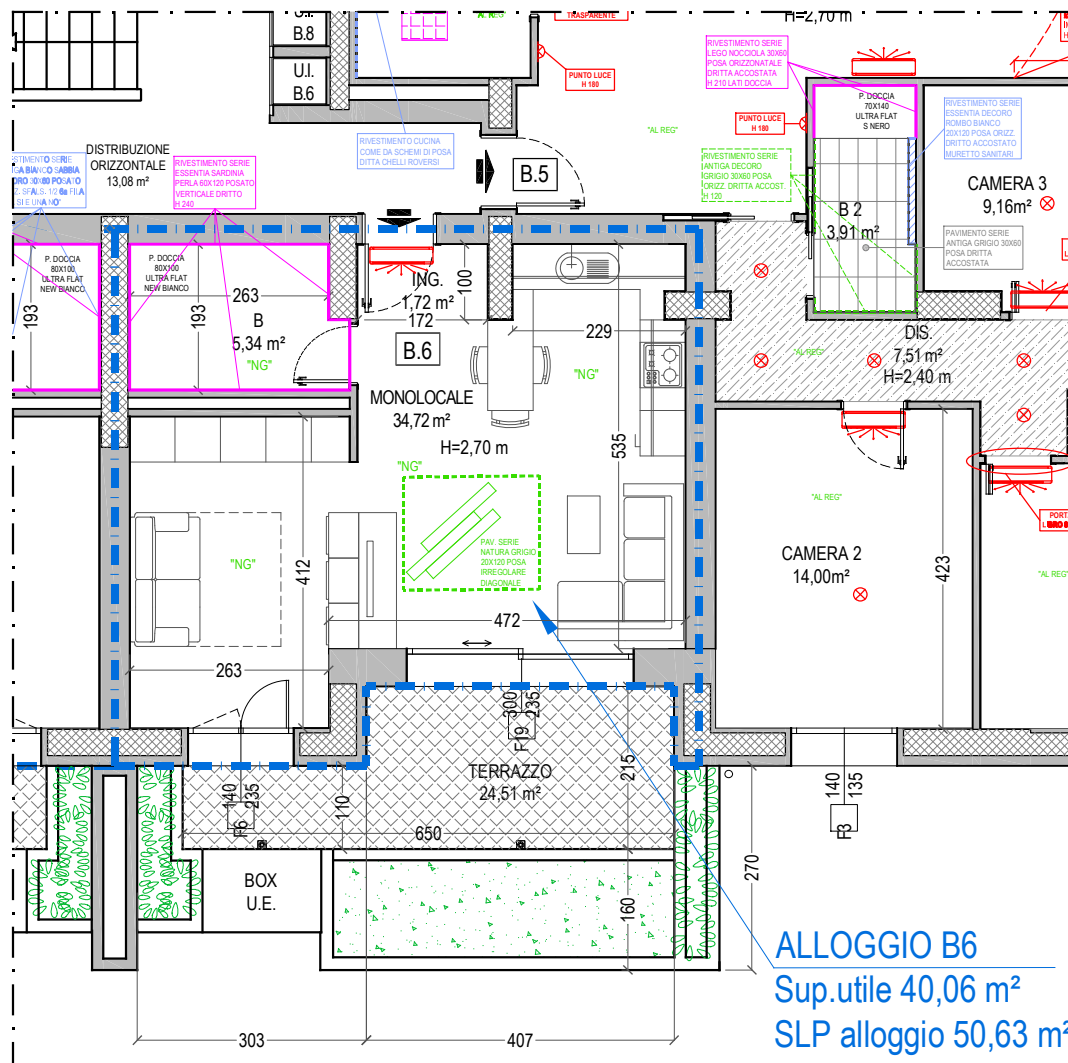 B.8
U.I.
B.6
"AL REG"
TRASPARENTE
H=2,70 m
PUNTO LUCE
H 180
RIVESTIMENTO SERIE
LEGO NOCCIOLA 30X60
POSA ORIZZONATALE
DRITTA ACCOSTATA
H 210 LATI DOCCIA
P. DOCCIA
70X140
ULTRA FLAT
S NERO
RIVESTIMENTO SERIE
ESSENTIA DECORO
ROMBO BIANCO
20X120 POSA ORIZZ.
DRITTO ACCOSTATO
MURETTO SANITARI
PUNTO LUCE
H 180
"AL REG"
RIVESTIMENTO CUCINA
COME DA SCHEMI DI POSA
DITTA CHELLI ROVERSI
DISTRIBUZIONE
ORIZZONTALE
13,08 m²
RIVESTIMENTO SERIE
ESSENTIA SARDINIA
PERLA 60X120 POSATO
VERTICALE DRITTO
H 240
B.5
RIVESTIMENTO SERIE
ANTIGA DECORO
GRIGIO 30X60 POSA
ORIZZ. DRITTA ACCOST.
H 120
CAMERA 3
9,16m²
B 2
3,91 m²
PAVIMENTO SERIE
ANTIGA GRIGIO 30X60
POSA DRITTA
ACCOSTATA
P. DOCCIA
80X100
ULTRA FLAT
NEW BIANCO
193
P. DOCCIA
80X100
ULTRA FLAT
NEW BIANCO
263
193
B
5,34 m²
"NG"
ING.
1,72 m²
172
100
B.6
229
"NG"
DIS.
7,51 m²
H=2,40 m
"AL REG"
MONOLOCALE
34,72 m²
H=2,70 m
535
"NG"
PAV. SERIE
NATURA GRIGIO
20X120 POSA
IRREGOLARE
DIAGONALE
"NG"
412
472
263
"AL REG"
CAMERA 2
14,00m²
423
"AL REG"
300
235
F19
TERRAZZO
24,51 m²
215
140
235
F6
110
650
140
135
F3
BOX
U.E.
160
270
303
407
ALLOGGIO B6
Sup.utile 40,06 m²
SLP alloggio 50,63 m²